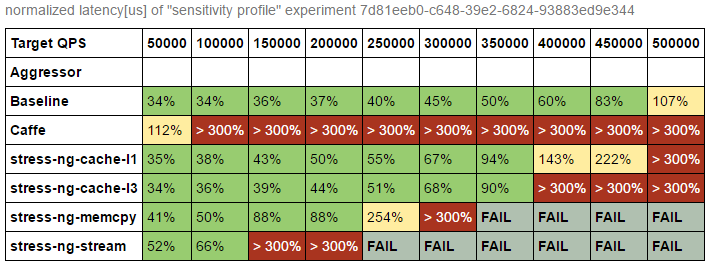 normalized latency[us] of "sensitivity profile" experiment 7d81eeb0-c648-39e2-6824-93883ed9e344
Target QPS 50000 100000 150000 200000 250000 300000 350000 400000 450000 500000
Aggressor
Baseline 34% 34% 36% 37% 40% 45% 50% 60% 83% 107%
Caffe 112% > 300% > 300% > 300% > 300% > 300% > 300% > 300% > 300% > 300%
stress-ng-cache-l1 35% 38% 43% 50% 55% 67% 94% 143% 222% > 300%
stress-ng-cache-l3 34% 36% 39% 44% 51% 68% 90% > 300% > 300% > 300%
stress-ng-memcpy 41% 50% 88% 88% 254% > 300% FAIL FAIL FAIL FAIL
stress-ng-stream 52% 66% > 300% > 300% FAIL FAIL FAIL FAIL FAIL FAIL